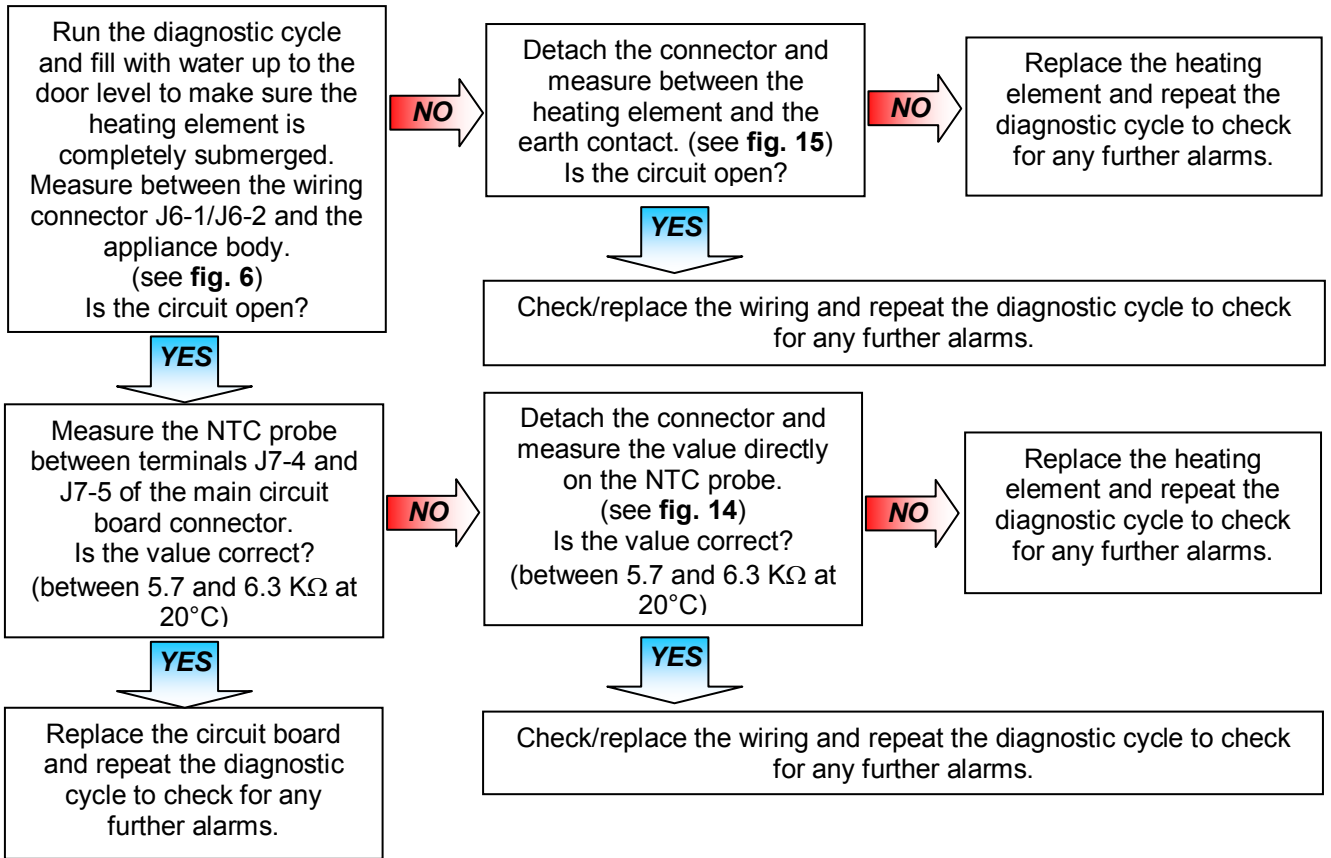 Run the diagnostic cycle
and fill with water up to the
door level to make sure the
heating element is
completely submerged.
Measure between the wiring
connector J6-1/J6-2 and the
appliance body.
(see fig. 6)
Is the circuit open?
NO
Detach the connector and
measure between the
heating element and the
earth contact. (see fig. 15)
Is the circuit open?
NO
Replace the heating
element and repeat the
diagnostic cycle to check
for any further alarms.
YES
Check/replace the wiring and repeat the diagnostic cycle to check
for any further alarms.
YES
Measure the NTC probe
between terminals J7-4 and
J7-5 of the main circuit
board connector.
Is the value correct?
(between 5.7 and 6.3 KΩ at
20°C)
NO
Detach the connector and
measure the value directly
on the NTC probe.
(see fig. 14)
Is the value correct?
(between 5.7 and 6.3 KΩ at
20°C)
NO
Replace the heating
element and repeat the
diagnostic cycle to check
for any further alarms.
YES
Check/replace the wiring and repeat the diagnostic cycle to check
for any further alarms.
YES
Replace the circuit board
and repeat the diagnostic
cycle to check for any
further alarms.